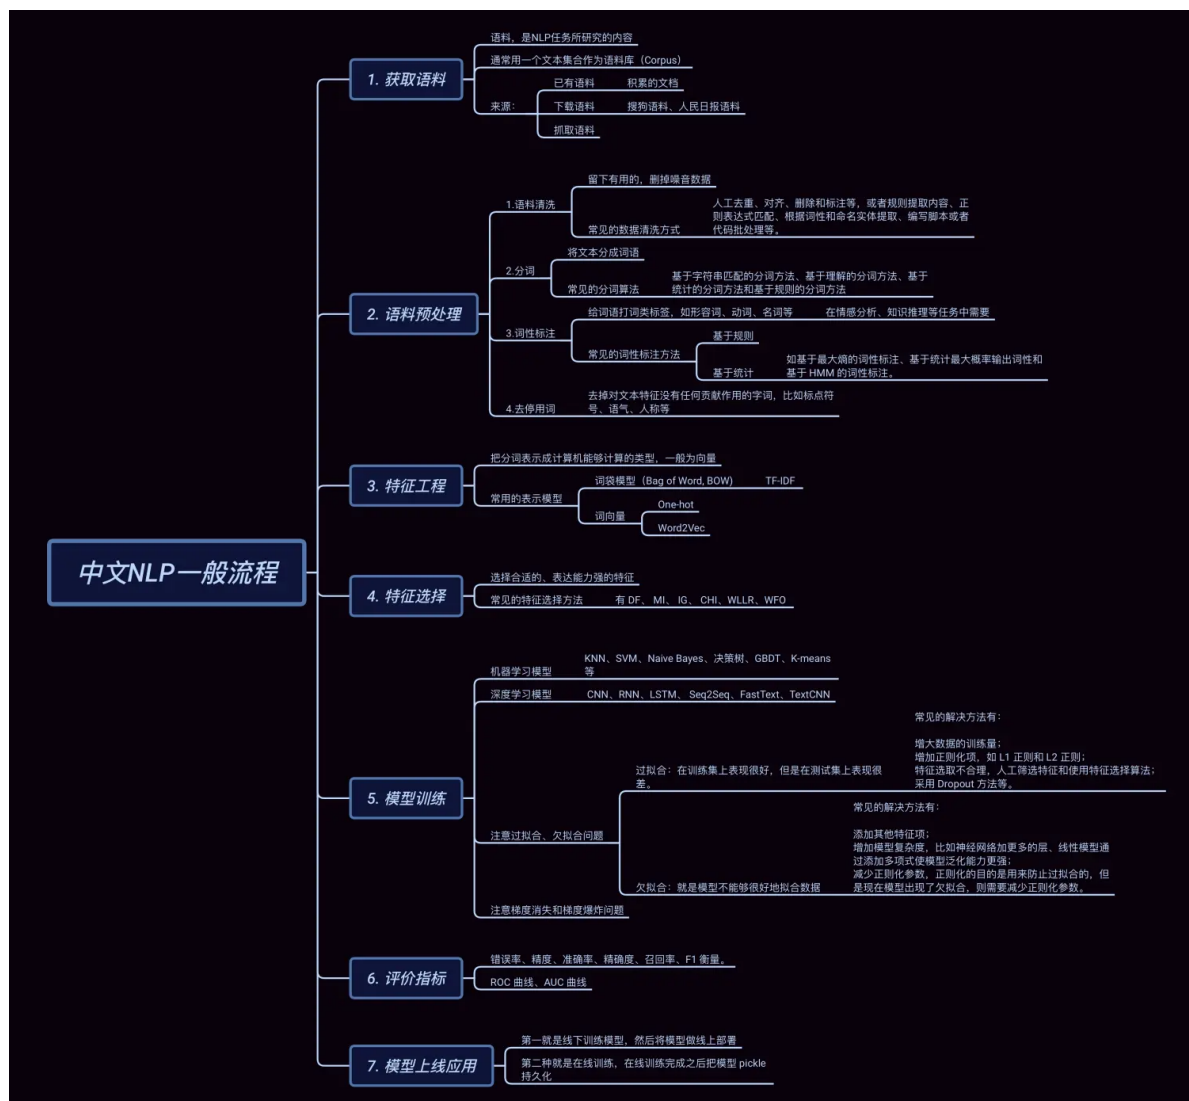 中文NLP一般流程
1. 获取语料
语料，是NLP任务所研究的内容
通常用一个文本集合作为语料库（Corpus）
来源：
已有语料
积累的文档
下载语料
搜狗语料、人民日报语料
抓取语料
2. 语料预处理
1.语料清洗
留下有用的，删掉噪音数据
常见的数据清洗方式
人工去重、对齐、删除和标注等，或者规则提取内容、正
则表达式匹配、根据词性和命名实体提取、编写脚本或者
代码批处理等。
2.分词
将文本分成词语
常见的分词算法
基于字符串匹配的分词方法、基于理解的分词方法、基于
统计的分词方法和基于规则的分词方法
3.词性标注
给词语打词类标签，如形容词、动词、名词等
在情感分析、知识推理等任务中需要
常见的词性标注方法
基于规则
基于统计
如基于最大熵的词性标注、基于统计最大概率输出词性和
基于 HMM 的词性标注。
4.去停用词
去掉对文本特征没有任何贡献作用的字词，比如标点符
号、语气、人称等
3. 特征工程
把分词表示成计算机能够计算的类型，一般为向量
常用的表示模型
词袋模型（Bag of Word, BOW)
TF-IDF
词向量
One-hot
Word2Vec
4. 特征选择
选择合适的、表达能力强的特征
常见的特征选择方法
有 DF、 MI、 IG、 CHI、WLLR、WFO
5. 模型训练
机器学习模型
KNN、SVM、Naive Bayes、决策树、GBDT、K-means
等
深度学习模型
CNN、RNN、LSTM、 Seq2Seq、FastText、TextCNN
注意过拟合、欠拟合问题
过拟合：在训练集上表现很好，但是在测试集上表现很
差。
常见的解决方法有：
增大数据的训练量；
增加正则化项，如 L1 正则和 L2 正则；
特征选取不合理，人工筛选特征和使用特征选择算法；
采用 Dropout 方法等。
欠拟合：就是模型不能够很好地拟合数据
常见的解决方法有：
添加其他特征项；
增加模型复杂度，比如神经网络加更多的层、线性模型通
过添加多项式使模型泛化能力更强；
减少正则化参数，正则化的目的是用来防止过拟合的，但
是现在模型出现了欠拟合，则需要减少正则化参数。
注意梯度消失和梯度爆炸问题
6. 评价指标
错误率、精度、准确率、精确度、召回率、F1 衡量。
ROC 曲线、AUC 曲线
7. 模型上线应用
第一就是线下训练模型，然后将模型做线上部署
第二种就是在线训练，在线训练完成之后把模型 pickle
持久化